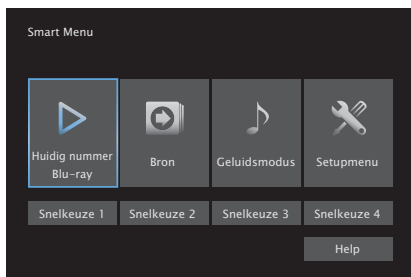 Smart Menu
Huidig nummer
Blu-ray
Bron
Geluidsmodus
Setupmenu
Snelkeuze 1
Snelkeuze 2
Snelkeuze 3
Snelkeuze 4
Help